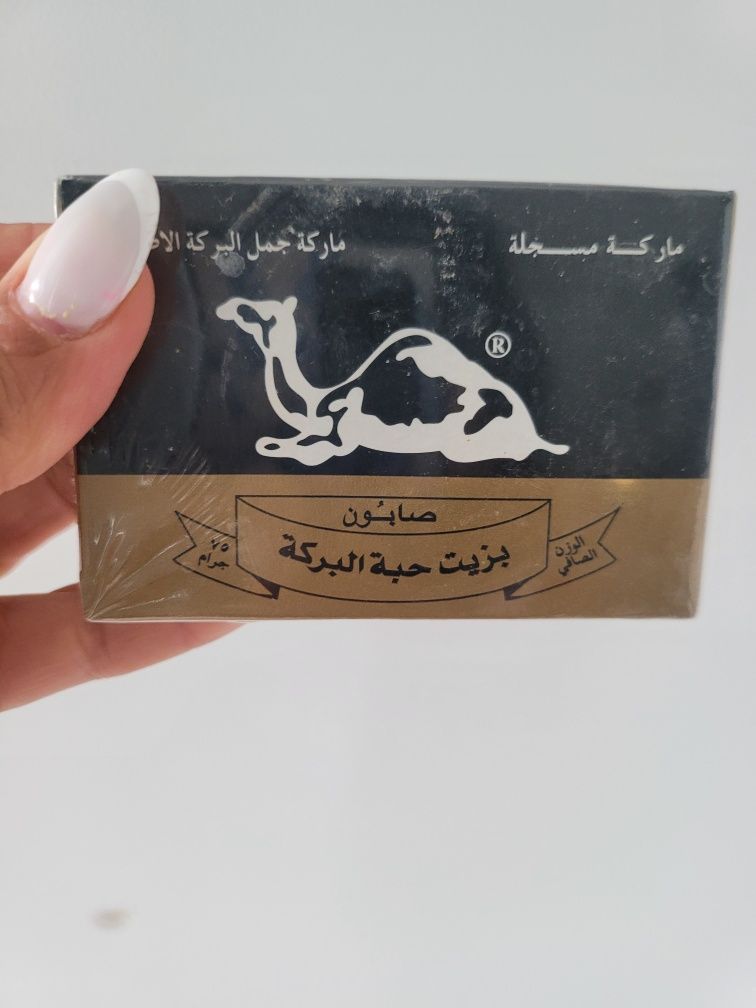 ماركة مسجلة
ماركة جمل البركة
®
صابون
بزيت حبة البركة
الوزن
الصافي
جرام